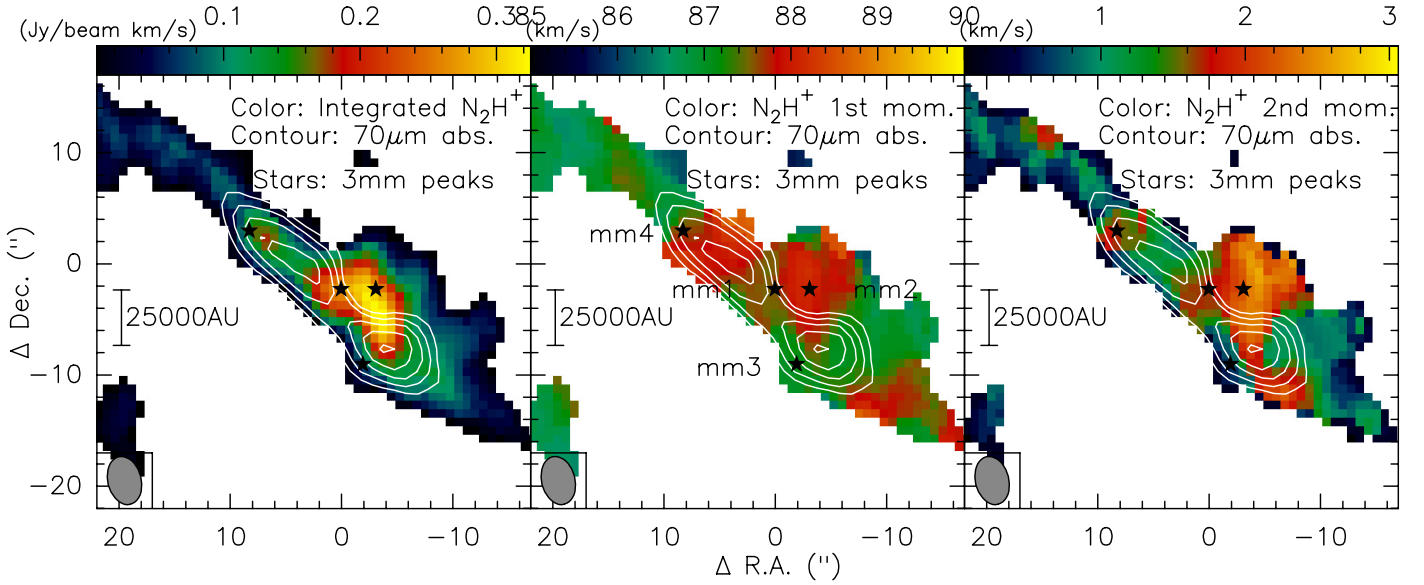 0.1 0.2 0.3 85 86 87 88 89 90 1 2 3
(Jy/beam km/s) (km/s) (km/s)
Color: Integrated N₂H⁺ Color: N₂H⁺ 1st mom. Color: N₂H⁺ 2nd mom.
Contour: 70μm abs. Contour: 70μm abs. Contour: 70μm abs.
Stars: 3mm peaks Stars: 3mm peaks Stars: 3mm peaks
10
mm4
0
mm1 mm2
25000AU 25000AU 25000AU
mm3
−10
−20
Δ Dec. ('')
20 10 0 −10 20 10 0 −10 20 10 0 −10
Δ R.A. ('')